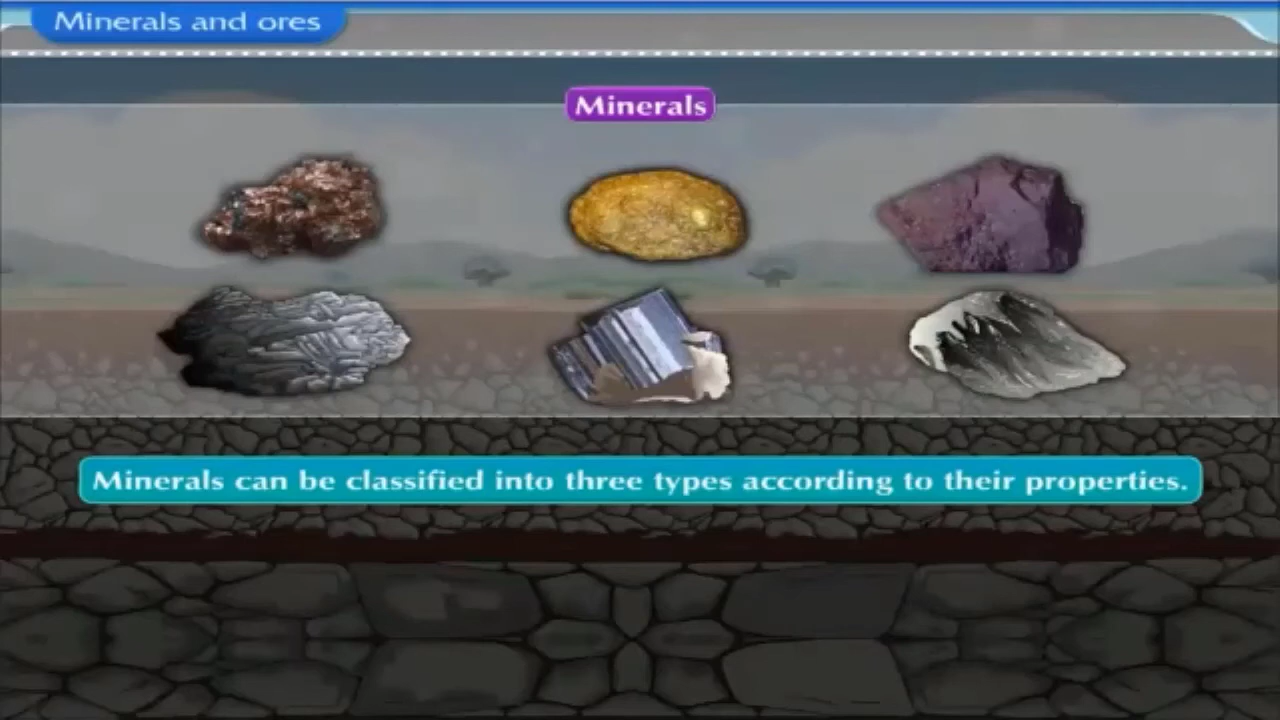 Minerals and ores
Minerals
Minerals can be classified into three types according to their properties.